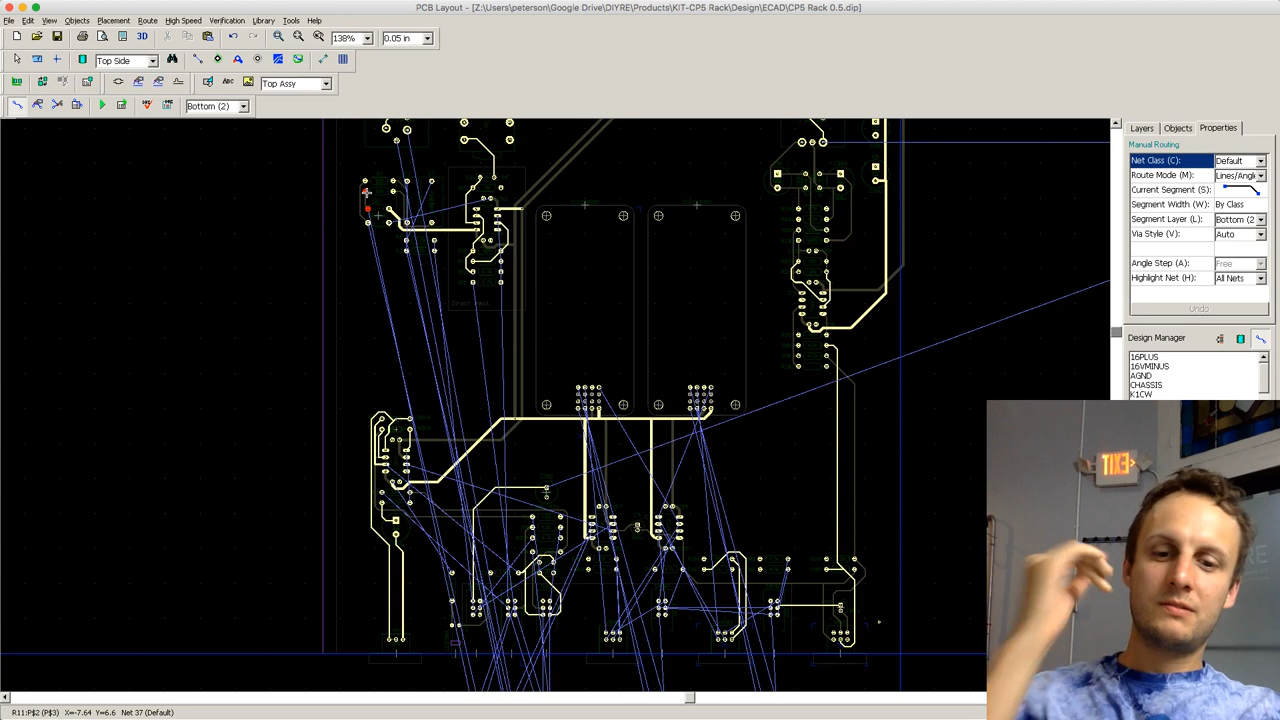 PCB Layout - [Z:\Users\peterson\Google Drive\DIYRE\Products\KIT-CP5 Rack\Design\ECAD\CP5 Rack 0.5.dip]
File Edit View Objects Placement Route High Speed Verification Library Tools Help
3D 138% 0.05 in
Top Side
Abc Top Assy
Bottom (2)
Layers Objects Properties
Manual Routing:
Net Class (C): Default
Route Mode (M): Lines/Angle
Current Segment (S):
Segment Width (W): By Class
Segment Layer (L): Bottom (2
Via Style (V): Auto
Angle Step (A): Free
Highlight Net (H): All Nets
Undo
Design Manager
16PLUS
16VMINUS
AGND
CHASSIS
K1CW
EXIT
R11:P$2 (P$3) X=-7.64 Y=6.6 Net 37 (Default)